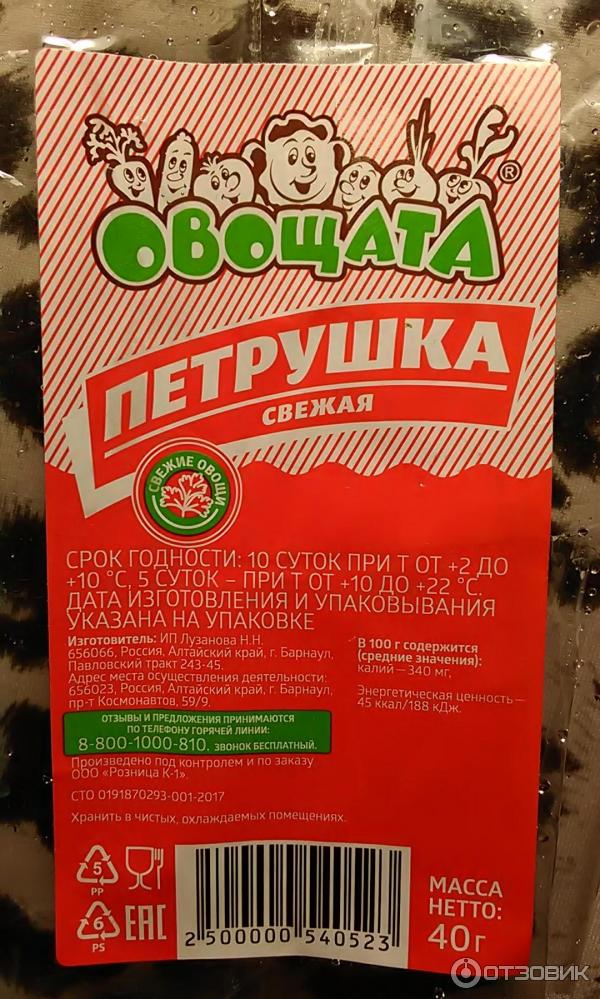 ОВОЩАТА ®
ПЕТРУШКА
СВЕЖАЯ
СВЕЖИЕ ОВОЩИ
СРОК ГОДНОСТИ: 10 СУТОК ПРИ Т ОТ +2 ДО
+10 °С, 5 СУТОК – ПРИ Т ОТ +10 ДО +22 °С.
ДАТА ИЗГОТОВЛЕНИЯ И УПАКОВЫВАНИЯ
УКАЗАНА НА УПАКОВКЕ
Изготовитель: ИП Лузанова Н.Н.
656066, Россия, Алтайский край, г. Барнаул,
Павловский тракт 243-45.
Адрес места осуществления деятельности:
656023, Россия, Алтайский край, г. Барнаул,
пр-т Космонавтов, 59/9.
В 100 г содержится
(средние значения):
калий – 340 мг,
Энергетическая ценность –
45 ккал/188 кДж.
ОТЗЫВЫ И ПРЕДЛОЖЕНИЯ ПРИНИМАЮТСЯ
ПО ТЕЛЕФОНУ ГОРЯЧЕЙ ЛИНИИ:
8-800-1000-810. ЗВОНОК БЕСПЛАТНЫЙ.
Произведено под контролем и по заказу
ООО «Розница К-1».
СТО 0191870293-001-2017
Хранить в чистых, охлаждаемых помещениях.
5
PP
6
PS
ЕАС
2 500000 540523
МАССА
НЕТТО:
40 г
ОТЗОВИК